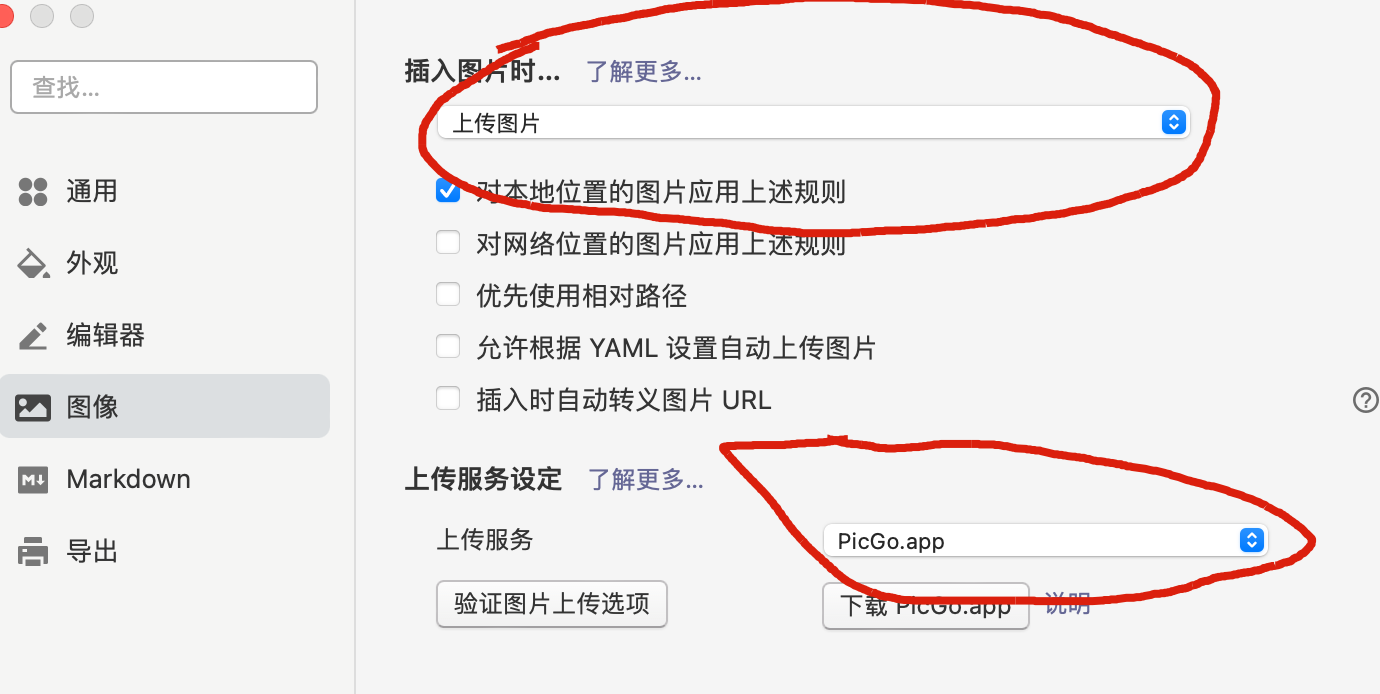 查找...
通用
外观
编辑器
图像
Markdown
导出
插入图片时... 了解更多...
上传图片
对本地位置的图片应用上述规则
对网络位置的图片应用上述规则
优先使用相对路径
允许根据 YAML 设置自动上传图片
插入时自动转义图片 URL
上传服务设定 了解更多...
上传服务 PicGo.app
验证图片上传选项 下载 PicGo.app 说明